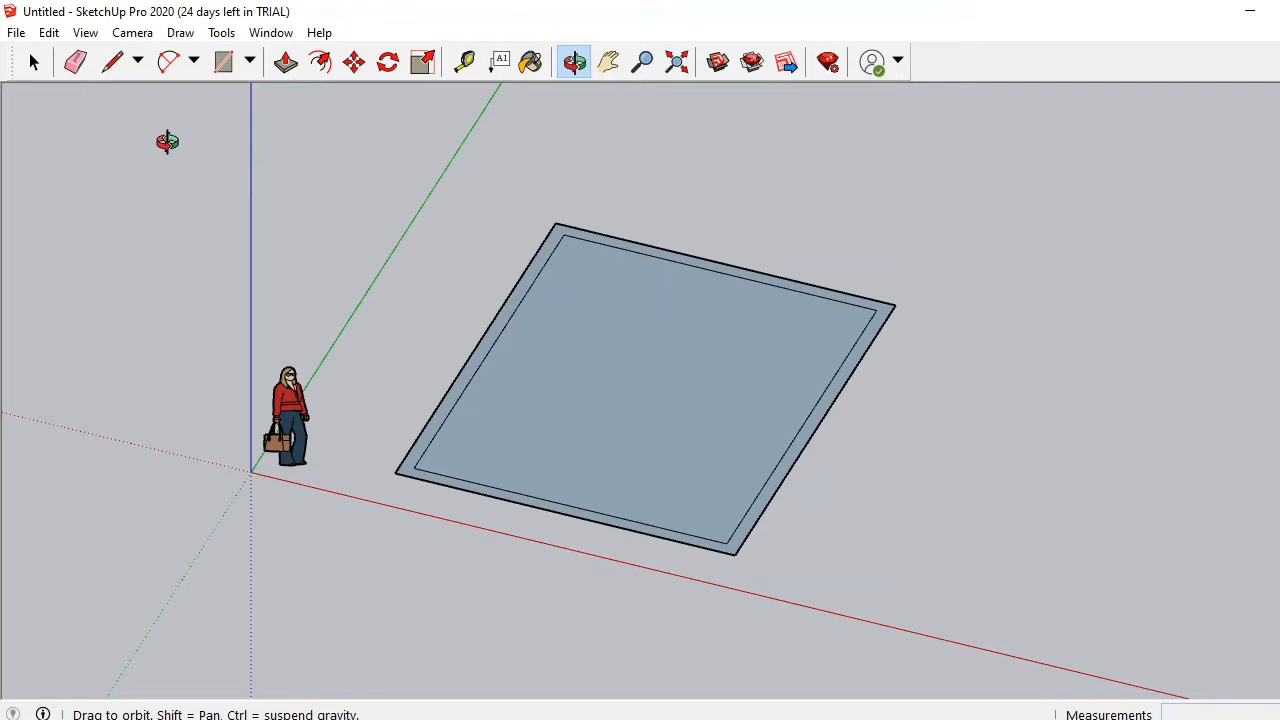 Untitled - SketchUp Pro 2020 (24 days left in TRIAL)
File Edit View Camera Draw Tools Window Help
A1
Drag to orbit. Shift = Pan, Ctrl = suspend gravity. Measurements